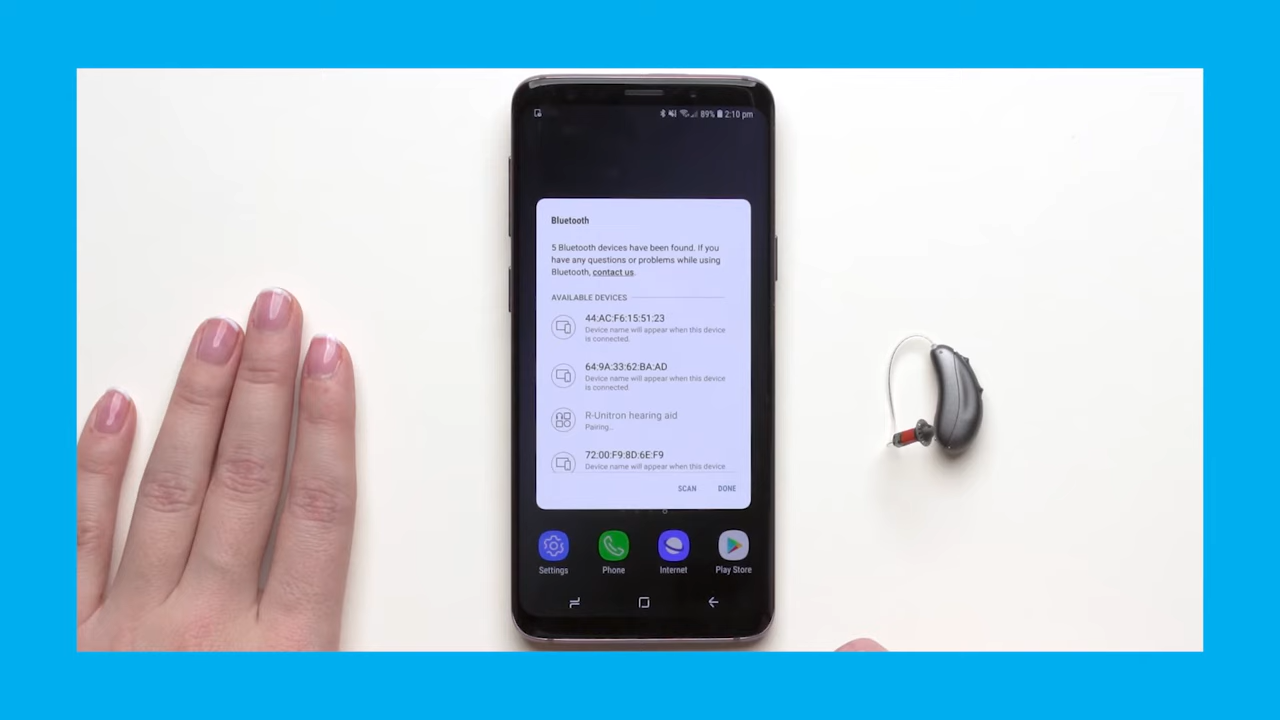 89% 2:10 pm
Bluetooth
5 Bluetooth devices have been found. If you
have any questions or problems while using
Bluetooth, contact us.
AVAILABLE DEVICES
44:AC:F6:15:51:23
Device name will appear when this device
is connected.
64:9A:33:62:BA:AD
Device name will appear when this device
is connected.
R-Unitron hearing aid
Pairing..
72:00:F9:8D:6E:F9
Device name will appear when this device
SCAN DONE
Settings Phone Internet Play Store